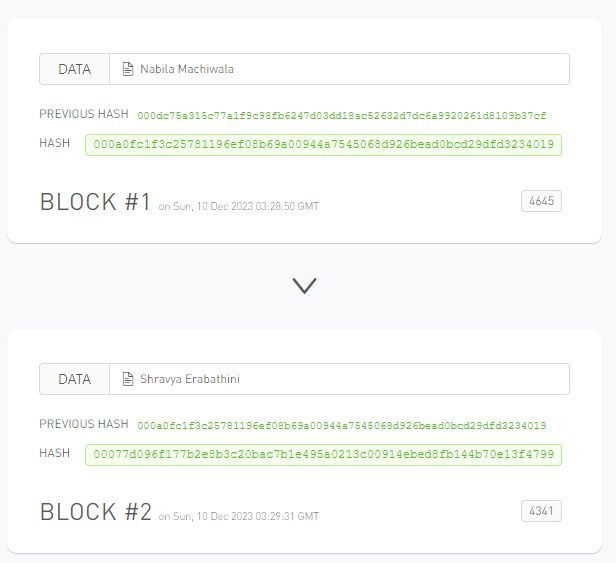 DATA Nabila Machiwala
PREVIOUS HASH 000dc75a315c77a1f9c98fb6247d03dd18ac52632d7dc6a9920261d8109b37cf
HASH 000a0fc1f3c25781196ef08b69a00944a7545068d926bead0bcd29dfd3234019
BLOCK #1 on Sun, 10 Dec 2023 03:28:50 GMT 4645
DATA Shravya Erabathini
PREVIOUS HASH 000a0fc1f3c25781196ef08b69a00944a7545068d926bead0bcd29dfd3234019
HASH 00077d096f177b2e8b3c20bac7b1e495a0213c00914ebed8fb144b70e13f4799
BLOCK #2 on Sun, 10 Dec 2023 03:29:31 GMT 4341